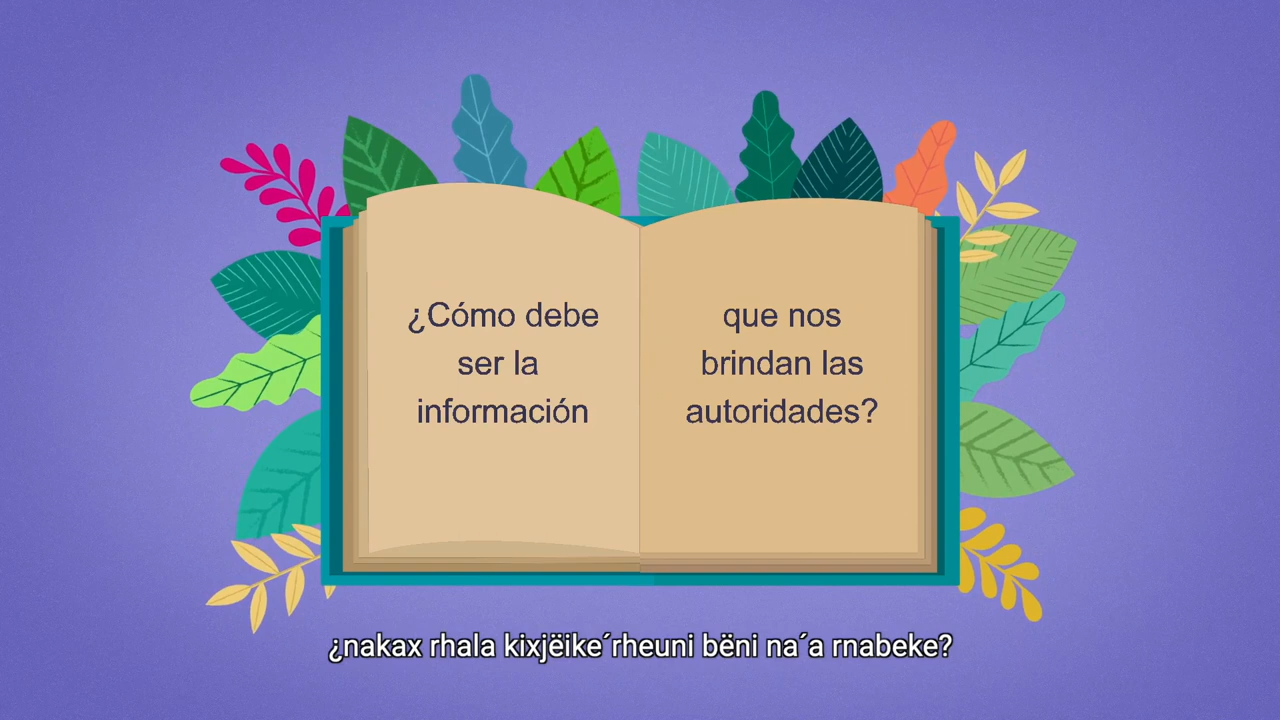 ¿Cómo debe
ser la
información
que nos
brindan las
autoridades?
¿nakax rhala kixjëike´rheuni bëni na´a rnabeke?